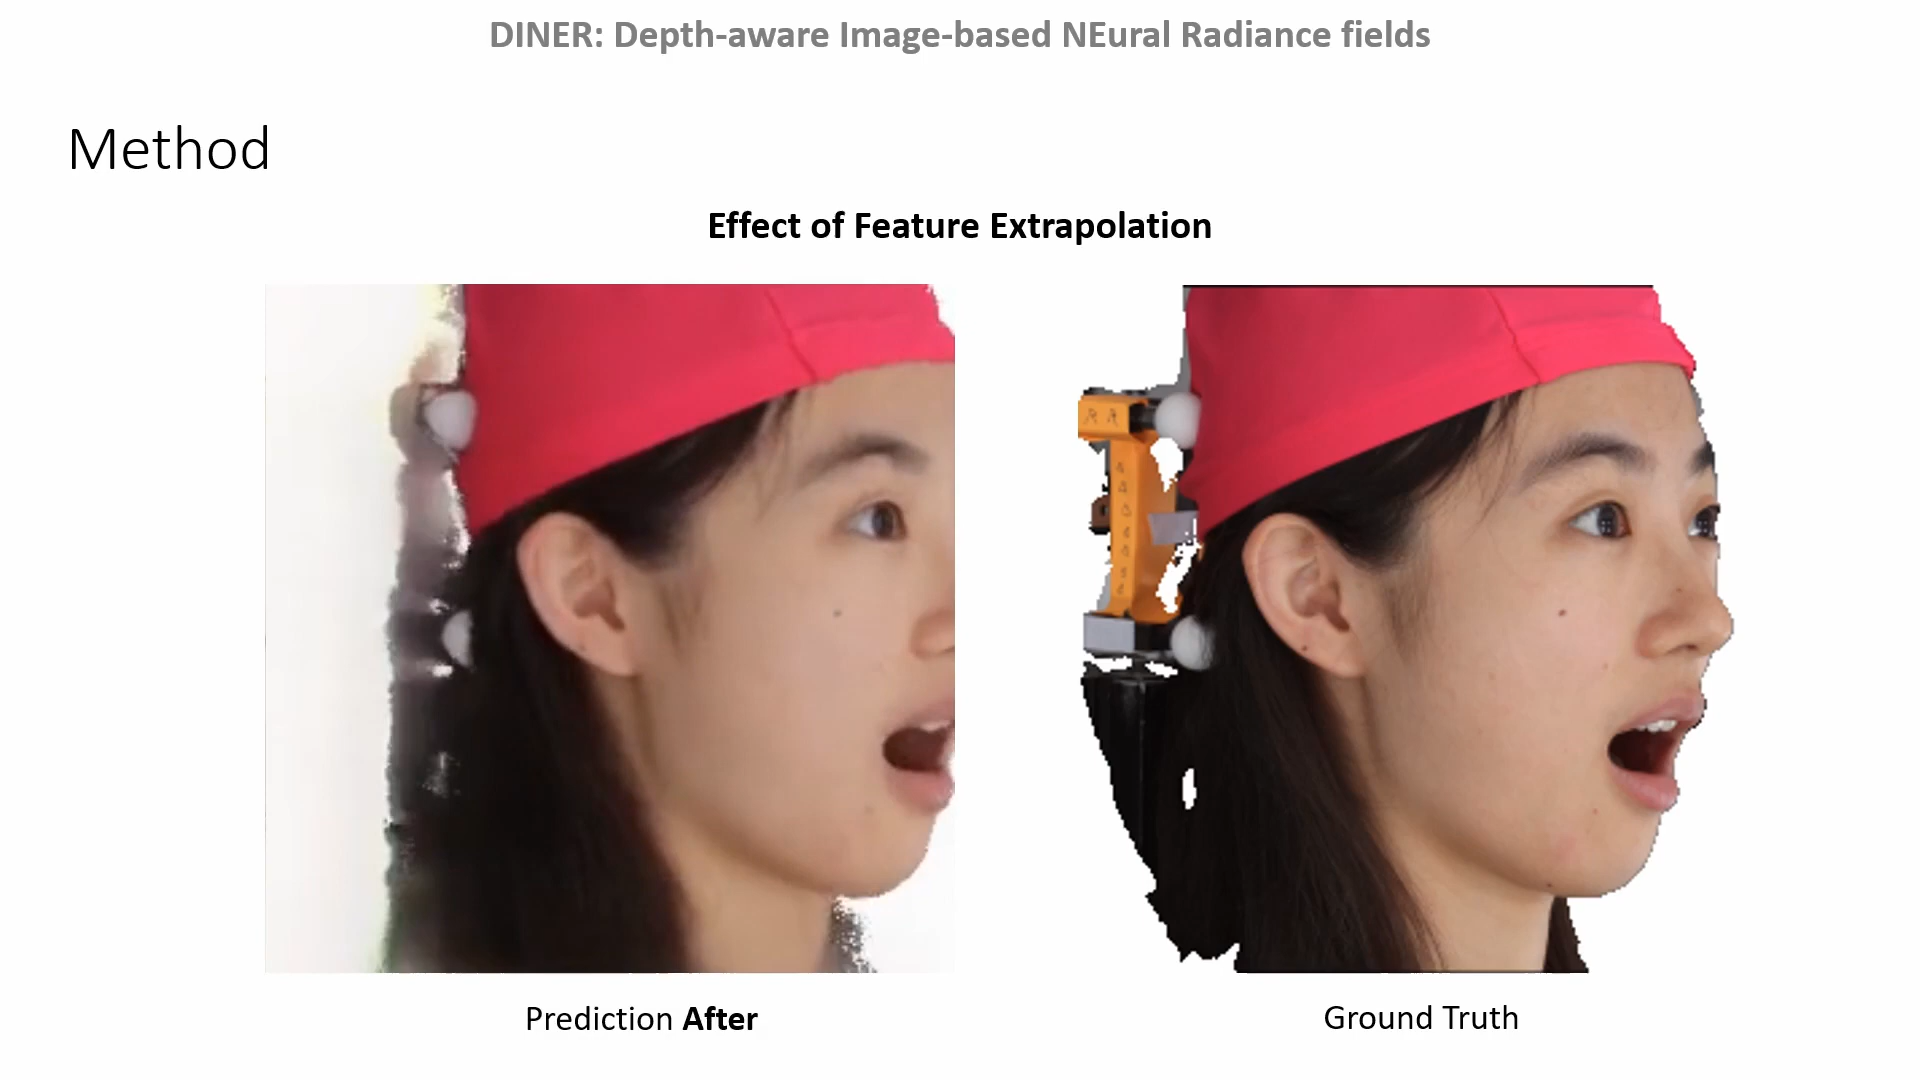 DINER: Depth-aware Image-based NEural Radiance fields
Method
Effect of Feature Extrapolation
Prediction After
Ground Truth